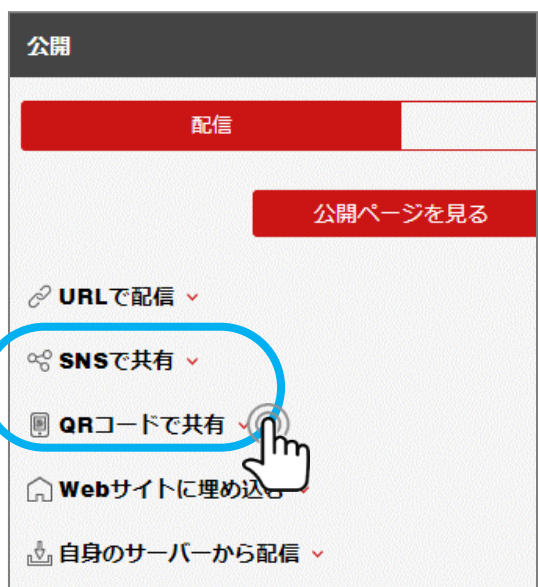 公開
配信
公開ページを見る
URLで配信
SNSで共有
QRコードで共有
Webサイトに埋め込む
自身のサーバーから配信